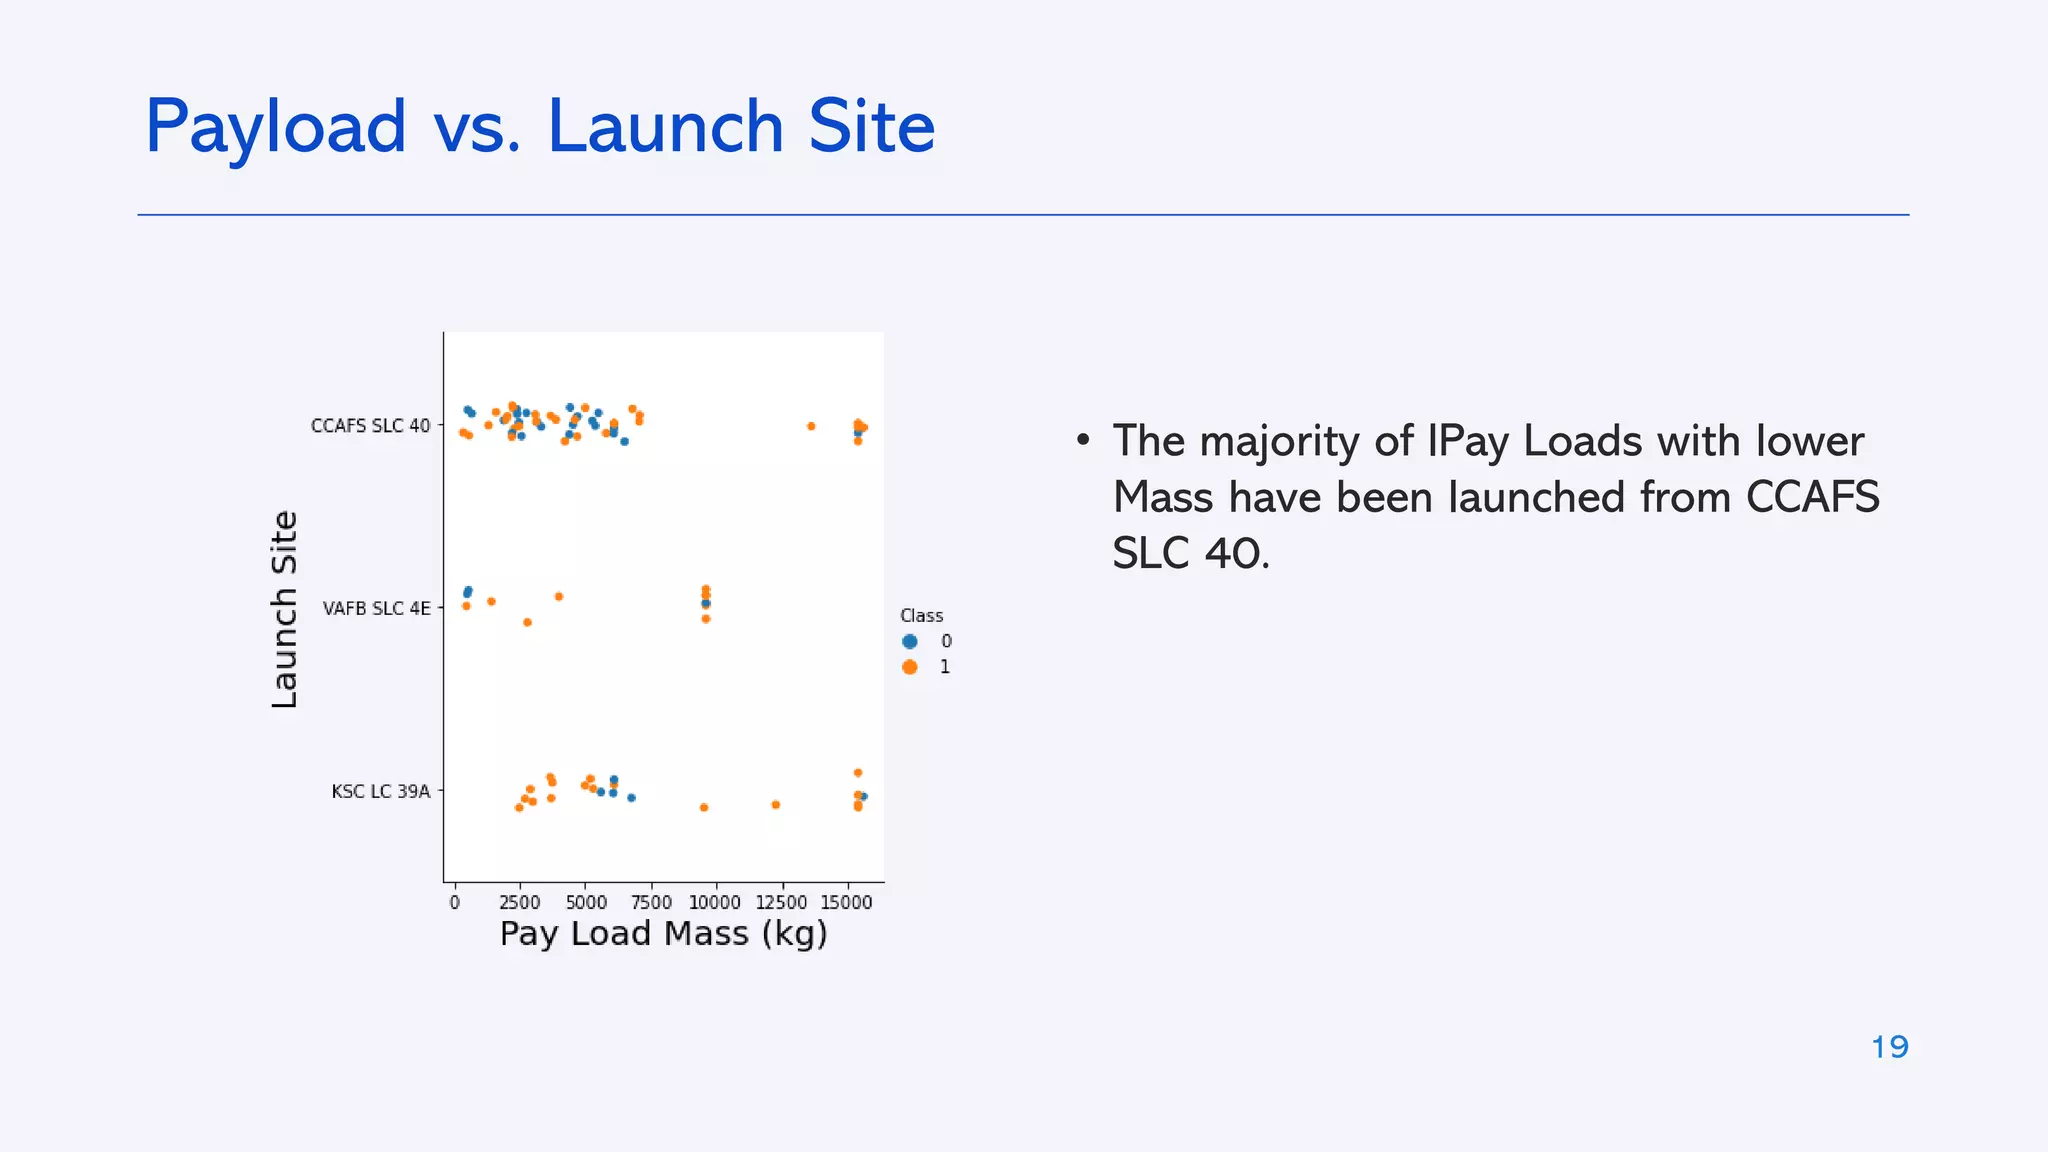 Payload vs. Launch Site
CCAFS SLC 40
VAFB SLC 4E
KSC LC 39A
Launch Site
0 2500 5000 7500 10000 12500 15000
Pay Load Mass (kg)
Class
0
1
• The majority of IPay Loads with lower
Mass have been launched from CCAFS
SLC 40.
19